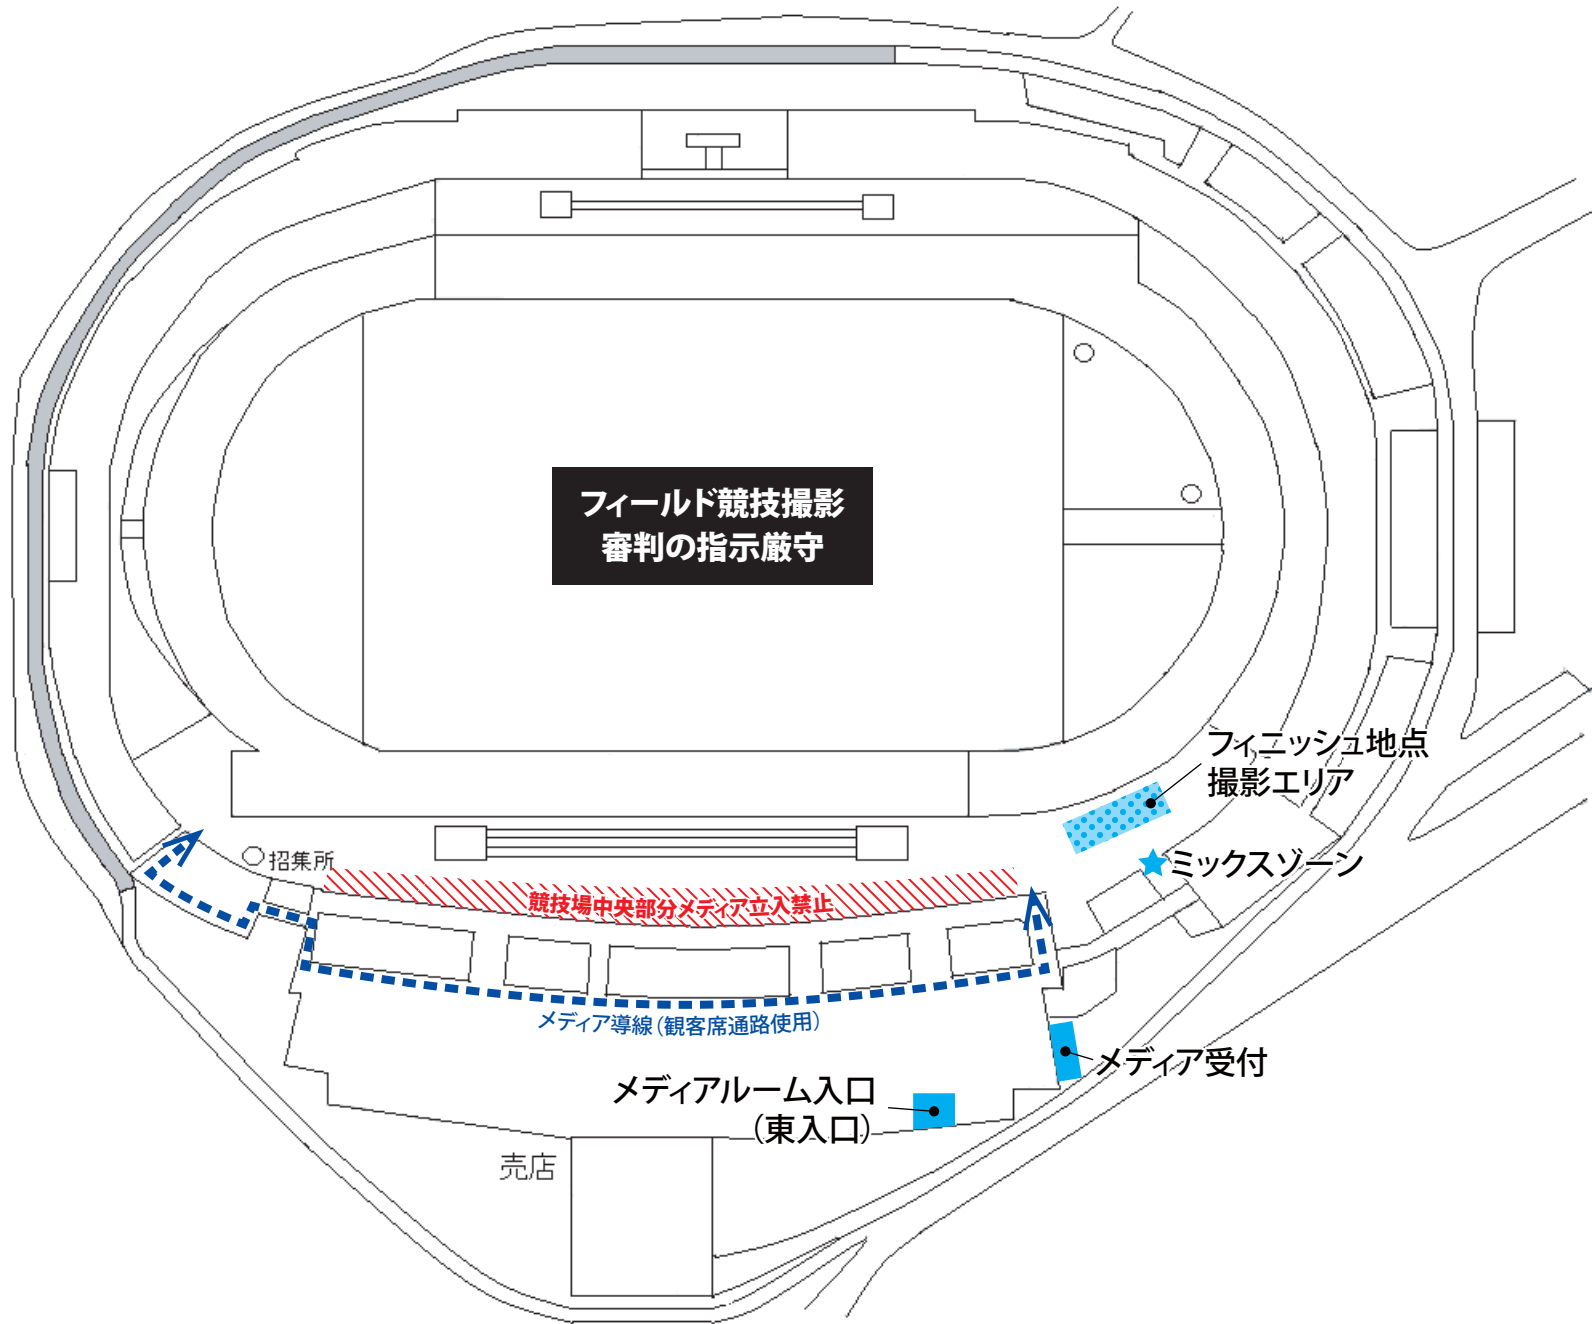 フィールド競技撮影
審判の指示厳守
フィニッシュ地点
撮影エリア
招集所
ミックスゾーン
競技場中央部分メディア立入禁止
メディア導線(観客席通路使用)
メディア受付
メディアルーム入口
(東入口)
売店